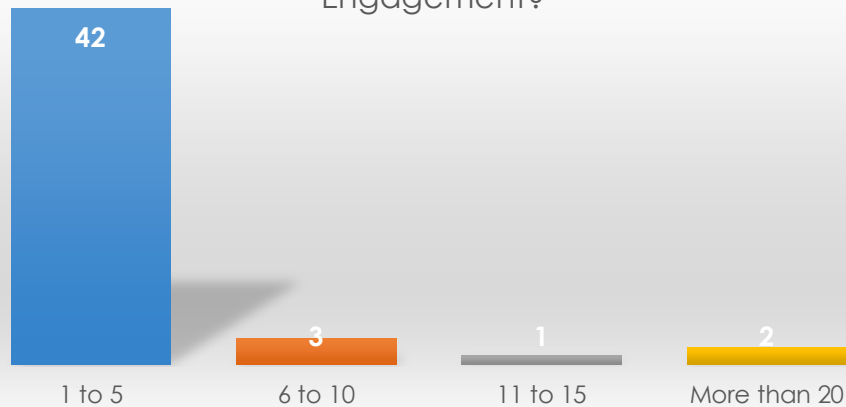 Engagement?
42
3
1
2
1 to 5
6 to 10
11 to 15
More than 20